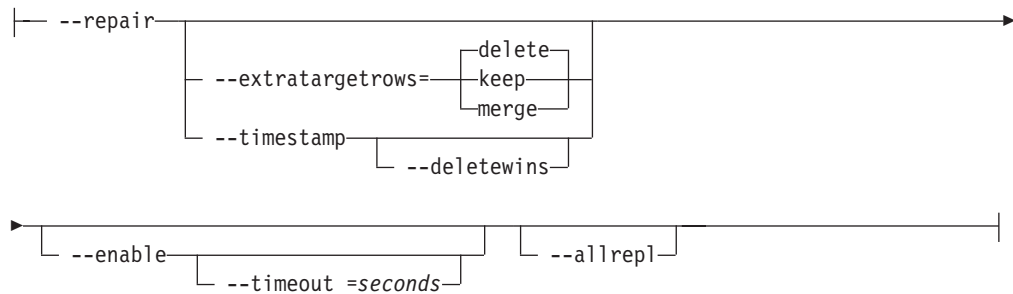 --repair
delete
--extratargetrows= keep
merge
--timestamp
--deletewins
--enable --allrepl
--timeout =seconds